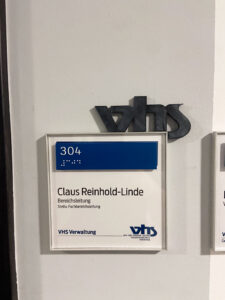 vhs
304
Claus Reinhold-Linde
Bereichsleitung
Stellv. Fachbereichsleitung
VHS Verwaltung
vhs